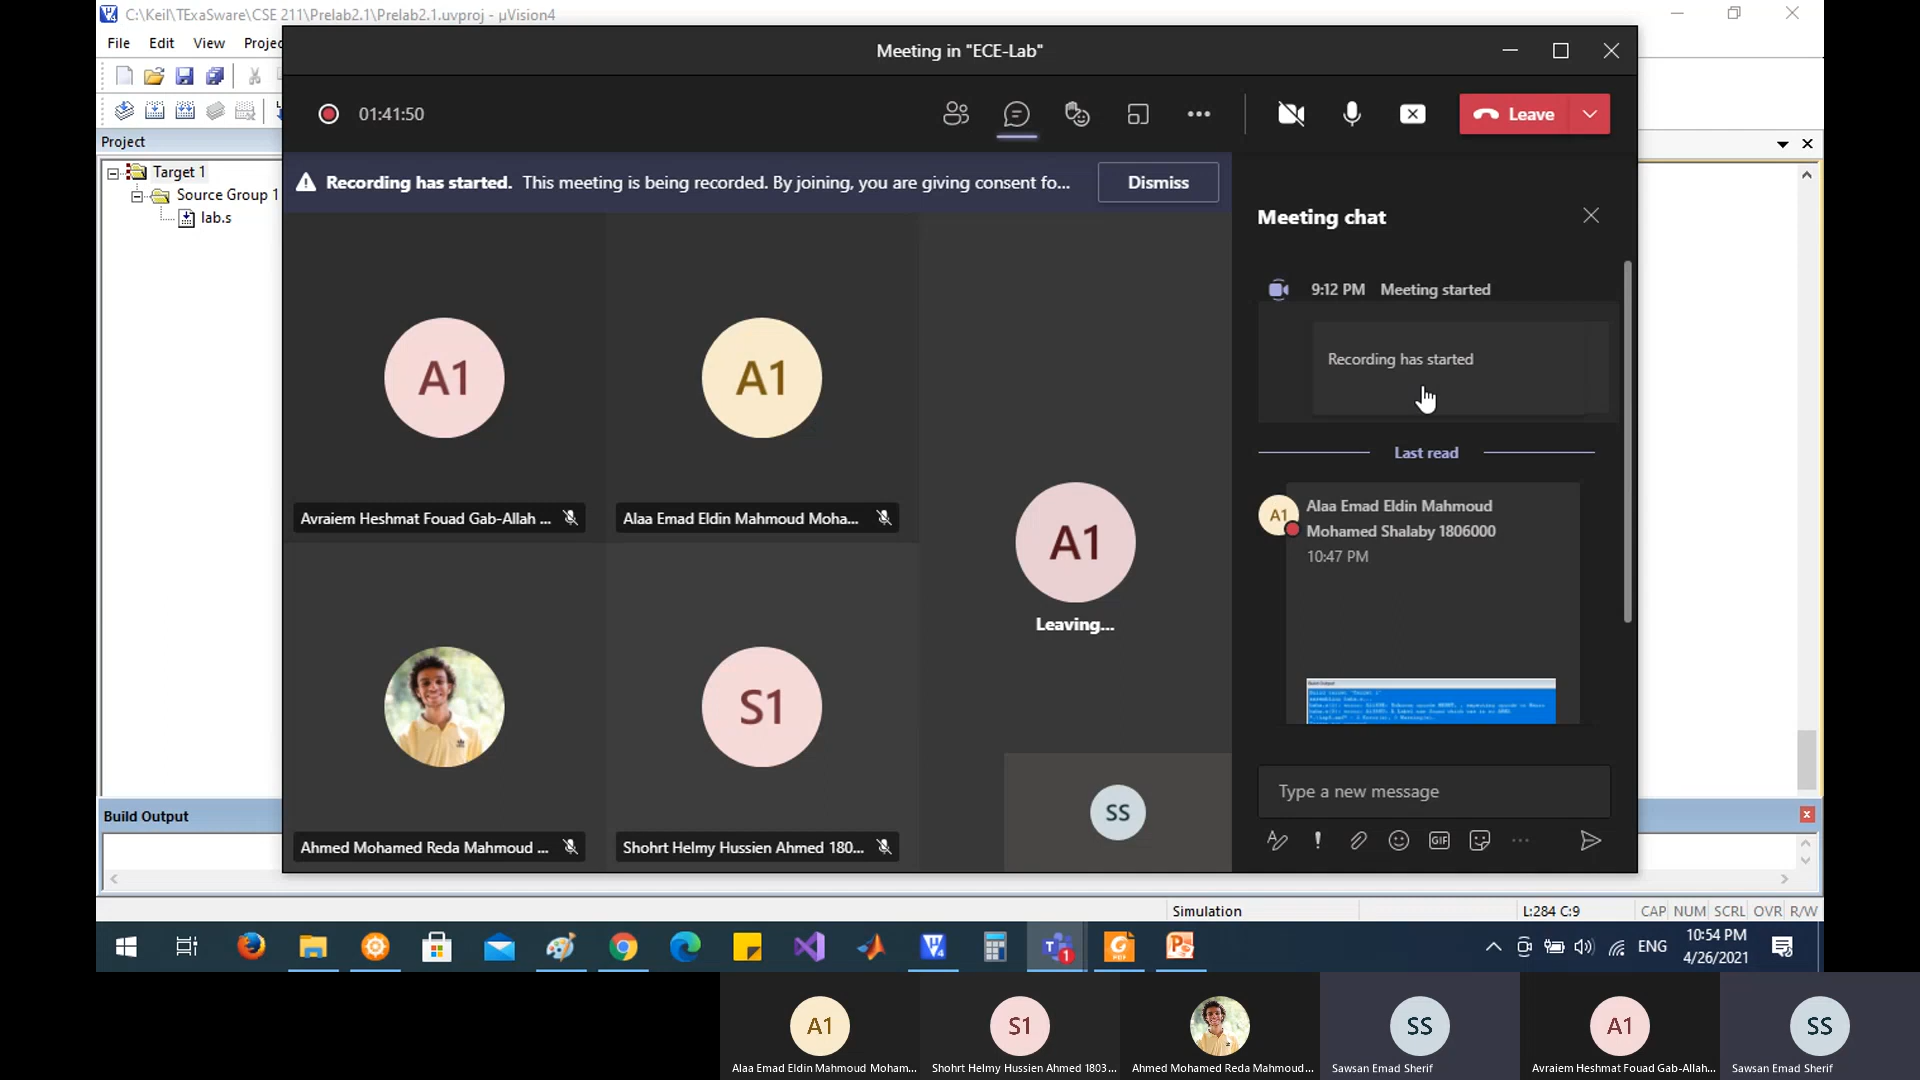 C:\Keil\TExaSware\CSE 211\Prelab2.1\Prelab2.1.uvproj - µVision4
File Edit View Projec
Meeting in "ECE-Lab"
01:41:50
Leave
Project
Target 1
Source Group 1
lab.s
Recording has started. This meeting is being recorded. By joining, you are giving consent fo...
Dismiss
Meeting chat
9:12 PM Meeting started
Recording has started
Last read
Alaa Emad Eldin Mahmoud
Mohamed Shalaby 1806000
10:47 PM
A1
A1
A1
A1
Leaving...
Avraiem Heshmat Fouad Gab-Allah ...
Alaa Emad Eldin Mahmoud Moha...
S1
SS
Ahmed Mohamed Reda Mahmoud ...
Shohrt Helmy Hussien Ahmed 180...
Type a new message
GIF
Build Output
Simulation
L:284 C:9
CAP NUM SCRL OVR R/W
ENG
10:54 PM
4/26/2021
1
A1
S1
SS
A1
SS
Alaa Emad Eldin Mahmoud Moham...
Shohrt Helmy Hussien Ahmed 1803...
Ahmed Mohamed Reda Mahmoud...
Sawsan Emad Sherif
Avraiem Heshmat Fouad Gab-Allah...
Sawsan Emad Sherif